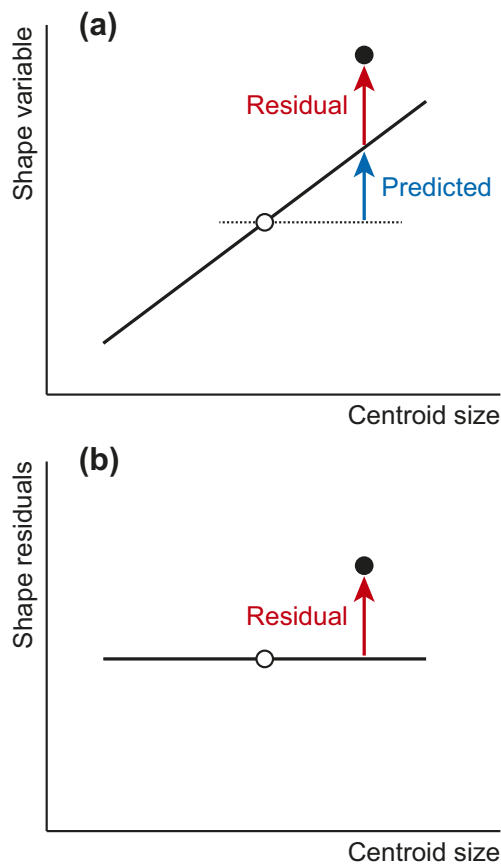 (a)
Shape variable
Residual
Predicted
Centroid size
(b)
Shape residuals
Residual
Centroid size